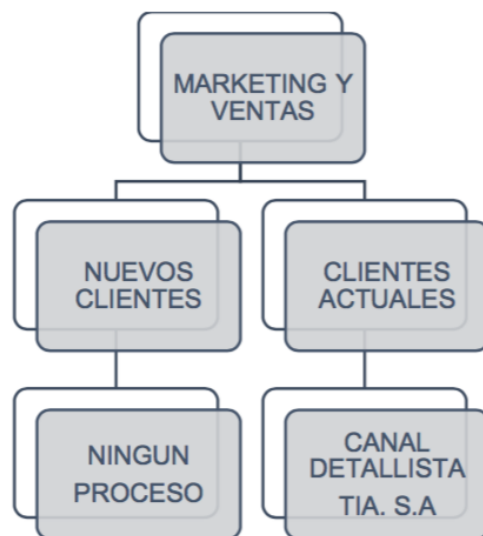 MARKETING Y
VENTAS
NUEVOS
CLIENTES
CLIENTES
ACTUALES
NINGUN
PROCESO
CANAL
DETALLISTA
TIA. S.A